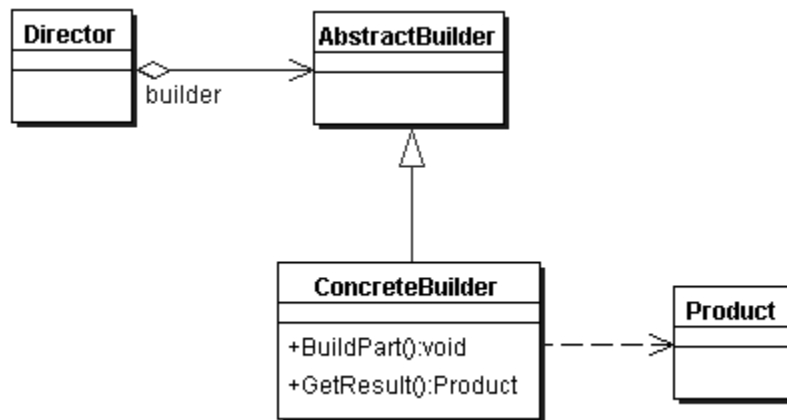 Director
AbstractBuilder
builder
ConcreteBuilder
+BuildPart():void
+GetResult():Product
Product